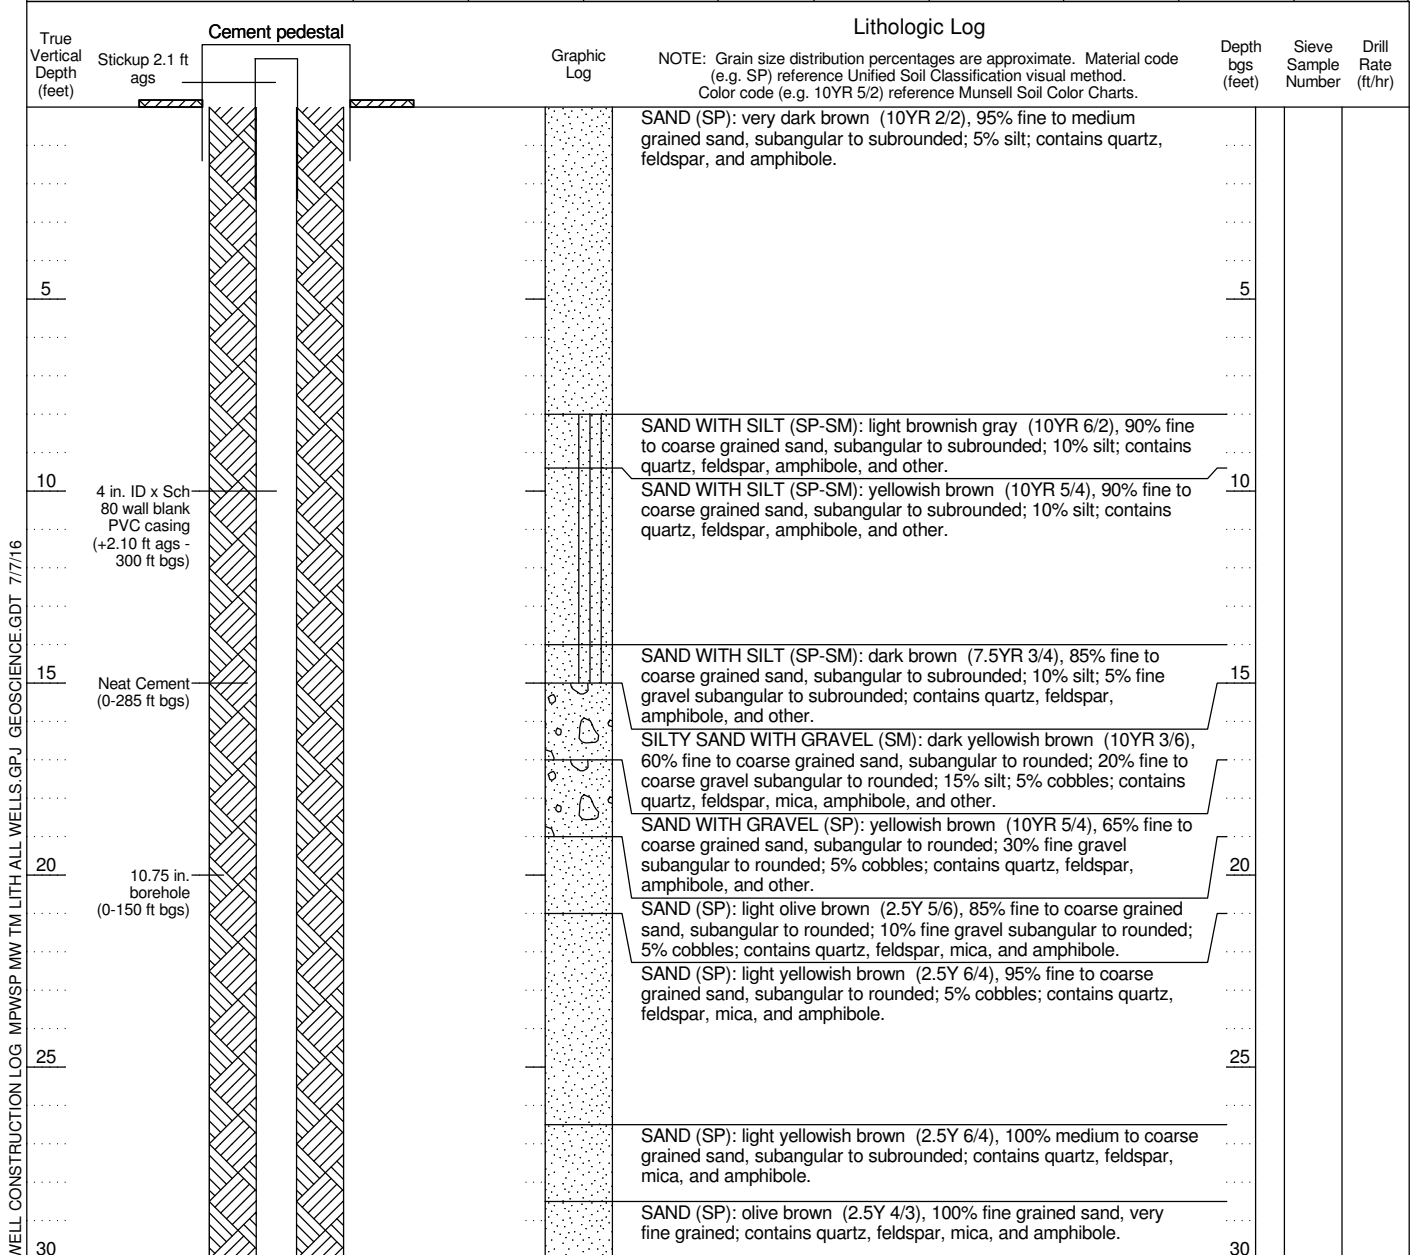 Lithologic Log
True
Vertical
Depth
(feet)
Stickup 2.1 ft
ags
Cement pedestal
Graphic
Log
NOTE: Grain size distribution percentages are approximate. Material code
(e.g. SP) reference Unified Soil Classification visual method.
Color code (e.g. 10YR 5/2) reference Munsell Soil Color Charts.
Depth
bgs
(feet)
Sieve
Sample
Number
Drill
Rate
(ft/hr)
SAND (SP): very dark brown (10YR 2/2), 95% fine to medium
grained sand, subangular to subrounded; 5% silt; contains quartz,
feldspar, and amphibole.
5
5
SAND WITH SILT (SP-SM): light brownish gray (10YR 6/2), 90% fine
to coarse grained sand, subangular to subrounded; 10% silt; contains
quartz, feldspar, amphibole, and other.
10
10
4 in. ID x Sch
80 wall blank
PVC casing
(+2.10 ft ags -
300 ft bgs)
SAND WITH SILT (SP-SM): yellowish brown (10YR 5/4), 90% fine to
coarse grained sand, subangular to subrounded; 10% silt; contains
quartz, feldspar, amphibole, and other.
15
15
Neat Cement
(0-285 ft bgs)
SAND WITH SILT (SP-SM): dark brown (7.5YR 3/4), 85% fine to
coarse grained sand, subangular to subrounded; 10% silt; 5% fine
gravel subangular to subrounded; contains quartz, feldspar,
amphibole, and other.
SILTY SAND WITH GRAVEL (SM): dark yellowish brown (10YR 3/6),
60% fine to coarse grained sand, subangular to rounded; 20% fine to
coarse gravel subangular to rounded; 15% silt; 5% cobbles; contains
quartz, feldspar, mica, amphibole, and other.
SAND WITH GRAVEL (SP): yellowish brown (10YR 5/4), 65% fine to
coarse grained sand, subangular to rounded; 30% fine gravel
subangular to rounded; 5% cobbles; contains quartz, feldspar,
amphibole, and other.
20
20
10.75 in.
borehole
(0-150 ft bgs)
SAND (SP): light olive brown (2.5Y 5/6), 85% fine to coarse grained
sand, subangular to rounded; 10% fine gravel subangular to rounded;
5% cobbles; contains quartz, feldspar, mica, and amphibole.
SAND (SP): light yellowish brown (2.5Y 6/4), 95% fine to coarse
grained sand, subangular to rounded; 5% cobbles; contains quartz,
feldspar, mica, and amphibole.
25
25
SAND (SP): light yellowish brown (2.5Y 6/4), 100% medium to coarse
grained sand, subangular to subrounded; contains quartz, feldspar,
mica, and amphibole.
SAND (SP): olive brown (2.5Y 4/3), 100% fine grained sand, very
fine grained; contains quartz, feldspar, mica, and amphibole.
30
30
WELL CONSTRUCTION LOG MPWSP MW TM LITH ALL WELLS.GPJ GEOSCIENCE.GDT 7/7/16